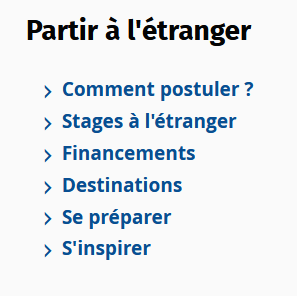 Partir à l'étranger
Comment postuler ?
Stages à l'étranger
Financements
Destinations
Se préparer
S'inspirer